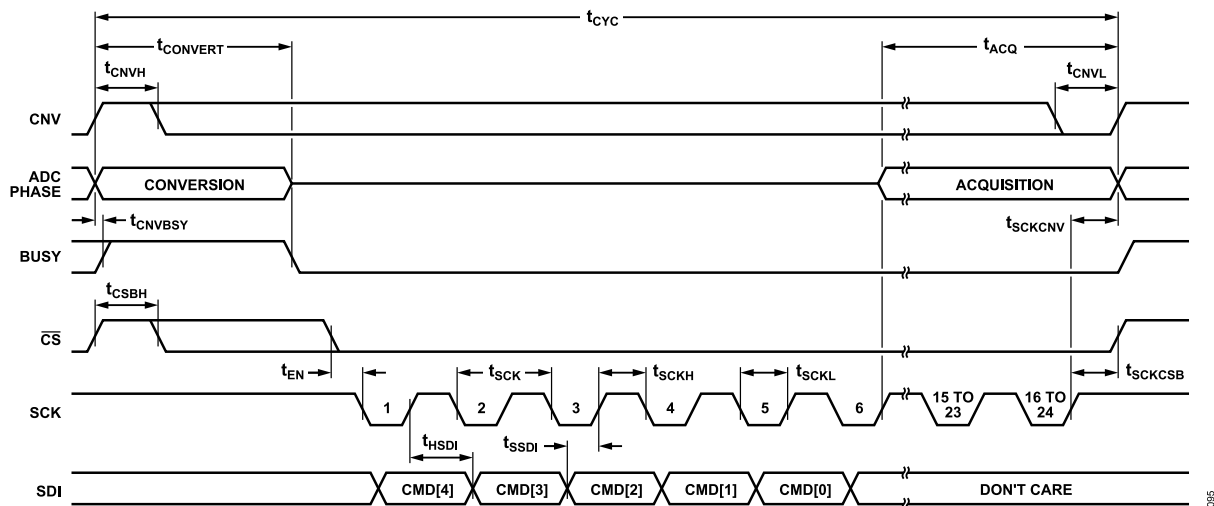 tCYC
tCONVERT
tACQ
tCNVH
tCNVL
CNV
ADC
PHASE
CONVERSION
ACQUISITION
tCNVBSY
tSCKCNV
BUSY
tCSBH
CS
tEN
tSCK
tSCKH
tSCKL
tSCKCSB
SCK
1
2
3
4
5
6
15 TO
23
16 TO
24
tHSDI
tSSDI
SDI
CMD[4]
CMD[3]
CMD[2]
CMD[1]
CMD[0]
DON'T CARE
095